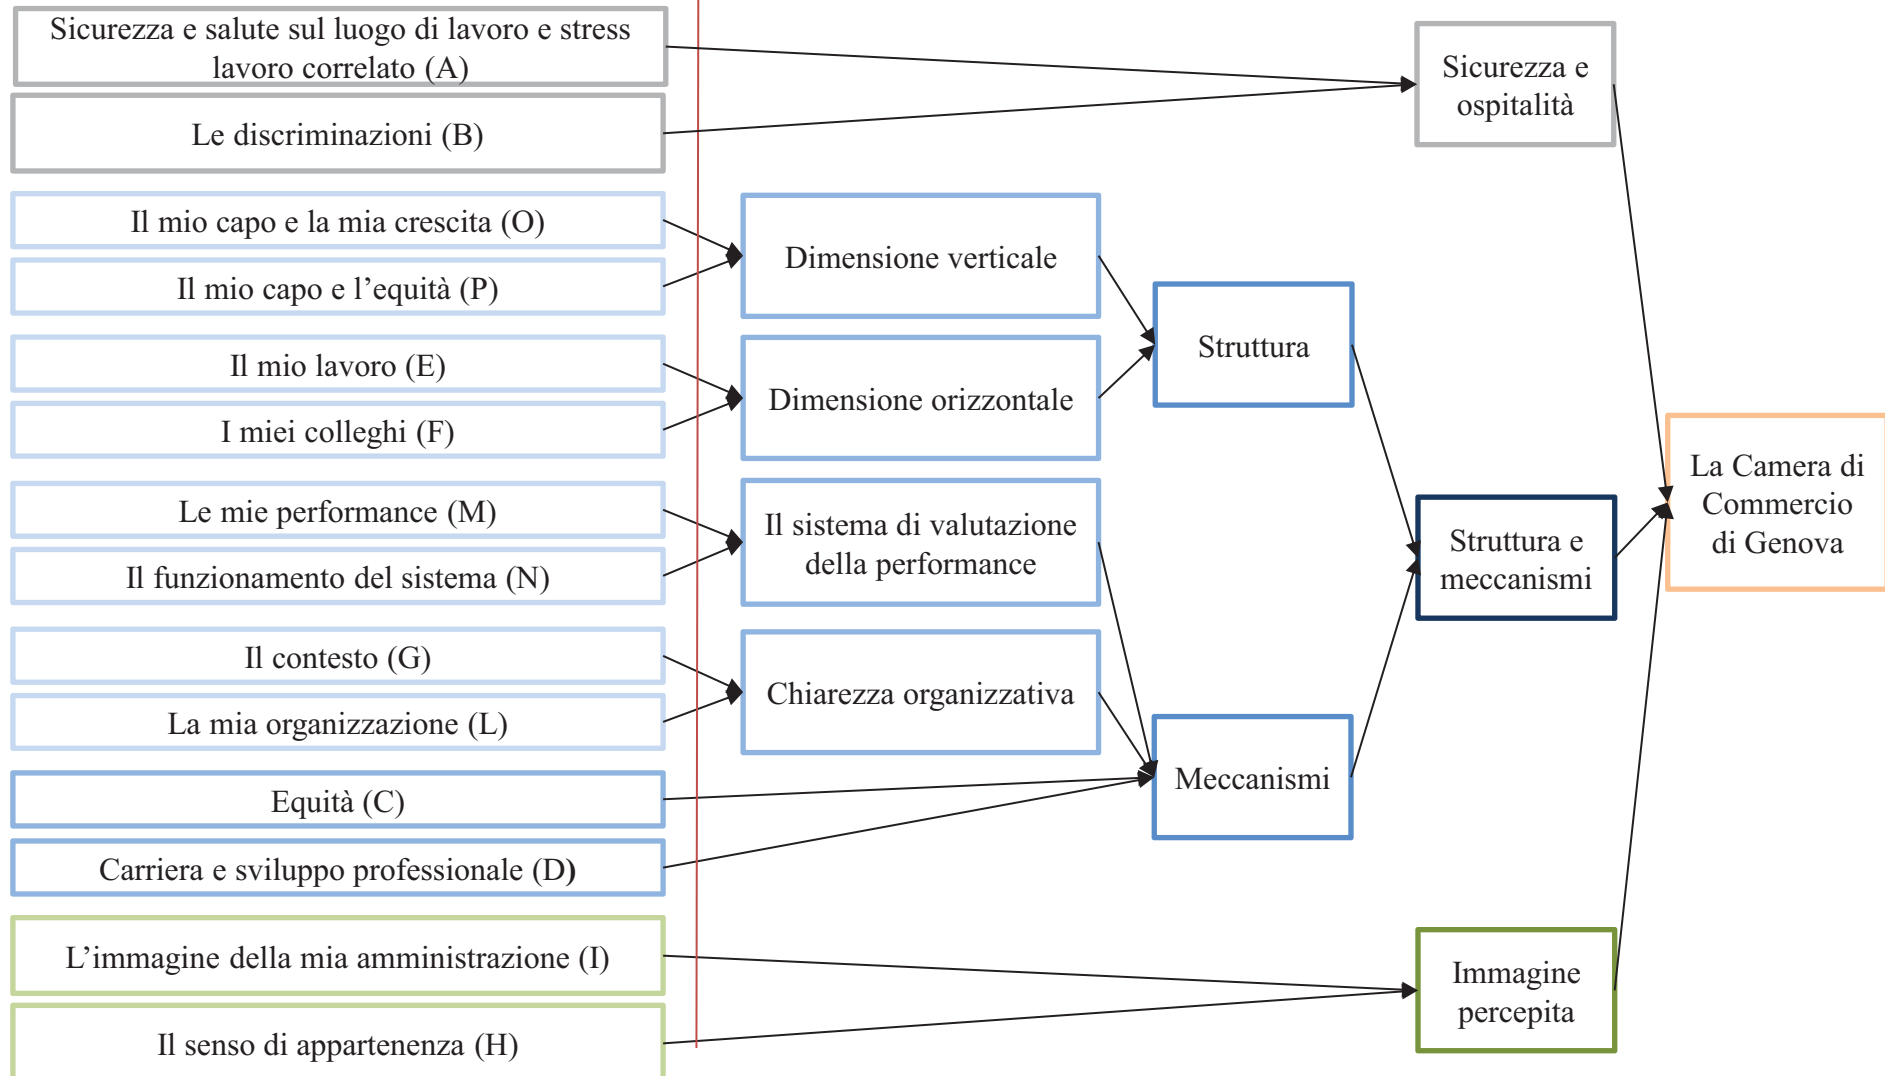 Sicurezza e salute sul luogo di lavoro e stress
lavoro correlato (A)
Le discriminazioni (B)
Il mio capo e la mia crescita (O)
Il mio capo e l’equità (P)
Il mio lavoro (E)
I miei colleghi (F)
Le mie performance (M)
Il funzionamento del sistema (N)
Il contesto (G)
La mia organizzazione (L)
Equità (C)
Carriera e sviluppo professionale (D)
L’immagine della mia amministrazione (I)
Il senso di appartenenza (H)
Dimensione verticale
Dimensione orizzontale
Il sistema di valutazione
della performance
Chiarezza organizzativa
Struttura
Meccanismi
Sicurezza e
ospitalità
Struttura e
meccanismi
Immagine
percepita
La Camera di
Commercio
di Genova